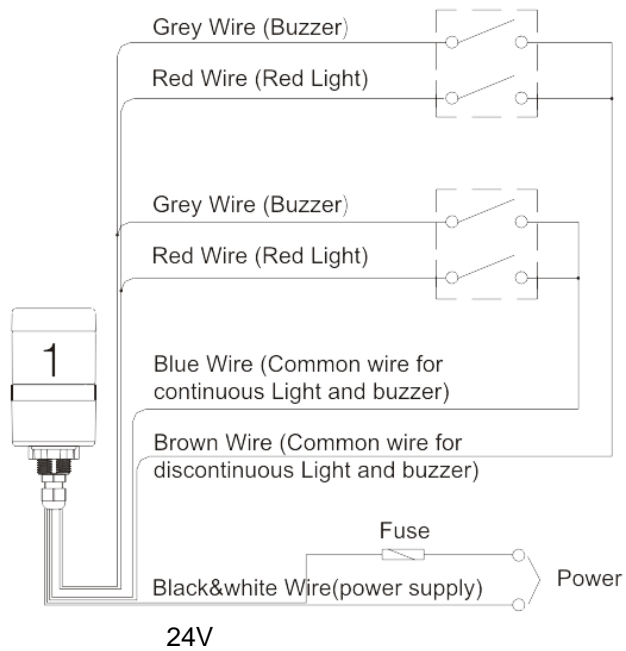 Grey Wire (Buzzer)
Red Wire (Red Light)
Grey Wire (Buzzer)
Red Wire (Red Light)
1
Blue Wire (Common wire for
continuous Light and buzzer)
Brown Wire (Common wire for
discontinuous Light and buzzer)
Fuse
Black&white Wire(power supply)
Power
24V